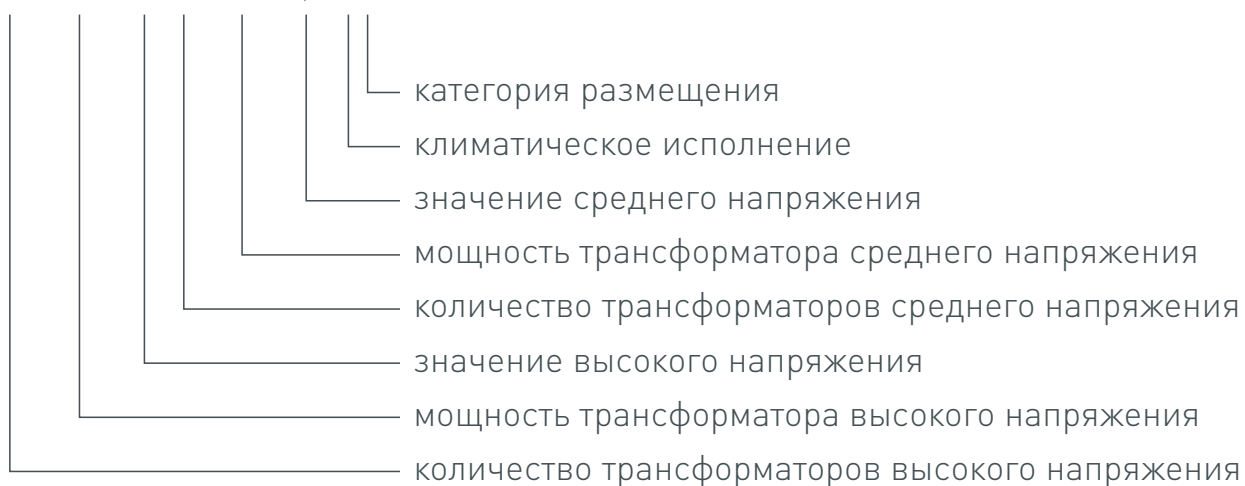 категория размещения
климатическое исполнение
значение среднего напряжения
мощность трансформатора среднего напряжения
количество трансформаторов среднего напряжения
значение высокого напряжения
мощность трансформатора высокого напряжения
количество трансформаторов высокого напряжения